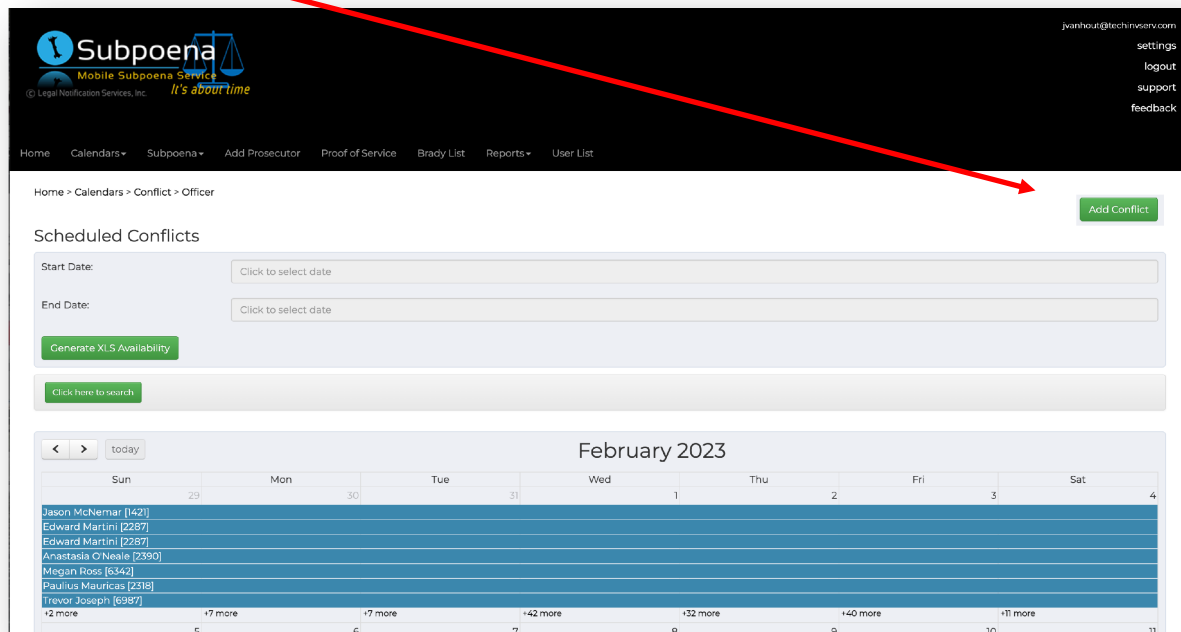 jvanhout@techinvserv.com
settings
logout
support
feedback
Subpoena
Mobile Subpoena Service
It's about time
© Legal Notification Services, Inc.
Home Calendars Subpoena Add Prosecutor Proof of Service Brady List Reports User List
Home > Calendars > Conflict > Officer
Add Conflict
Scheduled Conflicts
Start Date: Click to select date
End Date: Click to select date
Generate XLS Availability
Click here to search
< > today February 2023
Sun Mon Tue Wed Thu Fri Sat
29 30 31 1 2 3 4
Jason McNemar [1421]
Edward Martini [2287]
Edward Martini [2287]
Anastasia O'Neale [2390]
Megan Ross [6342]
Paulius Mauricas [2318]
Trevor Joseph [6987]
+2 more +7 more +7 more +42 more +32 more +40 more +11 more
5 6 7 8 9 10 11